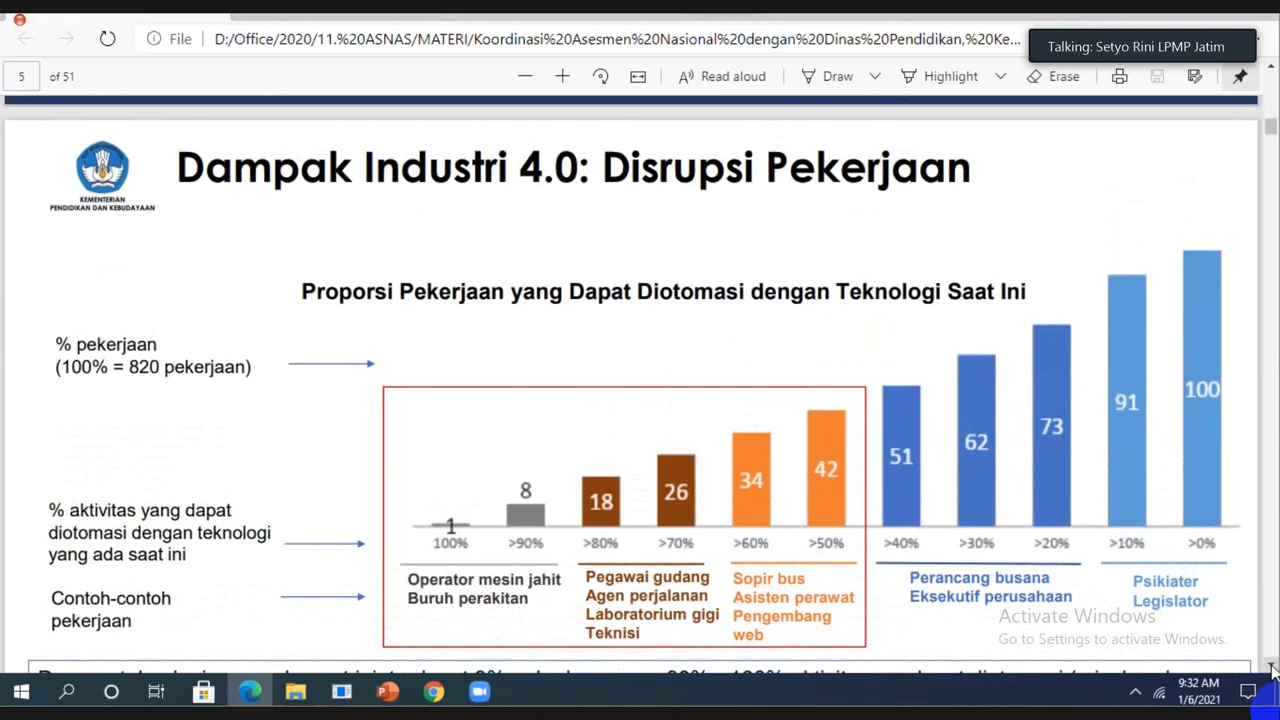 File
D:/Office/2020/11.%20ASNAS/MATERI/Koordinasi%20Asesmen%20Nasional%20dengan%20Dinas%20Pendidikan,%20Ke...
Talking: Setyo Rini LPMP Jatim
5 of 51
Read aloud
Draw
Highlight
Erase
KEMENTERIAN
PENDIDIKAN DAN KEBUDAYAAN
Dampak Industri 4.0: Disrupsi Pekerjaan
Proporsi Pekerjaan yang Dapat Diotomasi dengan Teknologi Saat Ini
% pekerjaan
(100% = 820 pekerjaan)
1 8 18 26 34 42 51 62 73 91 100
% aktivitas yang dapat
diotomasi dengan teknologi
yang ada saat ini
100% >90% >80% >70% >60% >50% >40% >30% >20% >10% >0%
Contoh-contoh
pekerjaan
Operator mesin jahit
Buruh perakitan
Pegawai gudang
Agen perjalanan
Laboratorium gigi
Teknisi
Sopir bus
Asisten perawat
Pengembang
web
Perancang busana
Eksekutif perusahaan
Psikiater
Legislator
Activate Windows
Go to Settings to activate Windows.
9:32 AM
1/6/2021